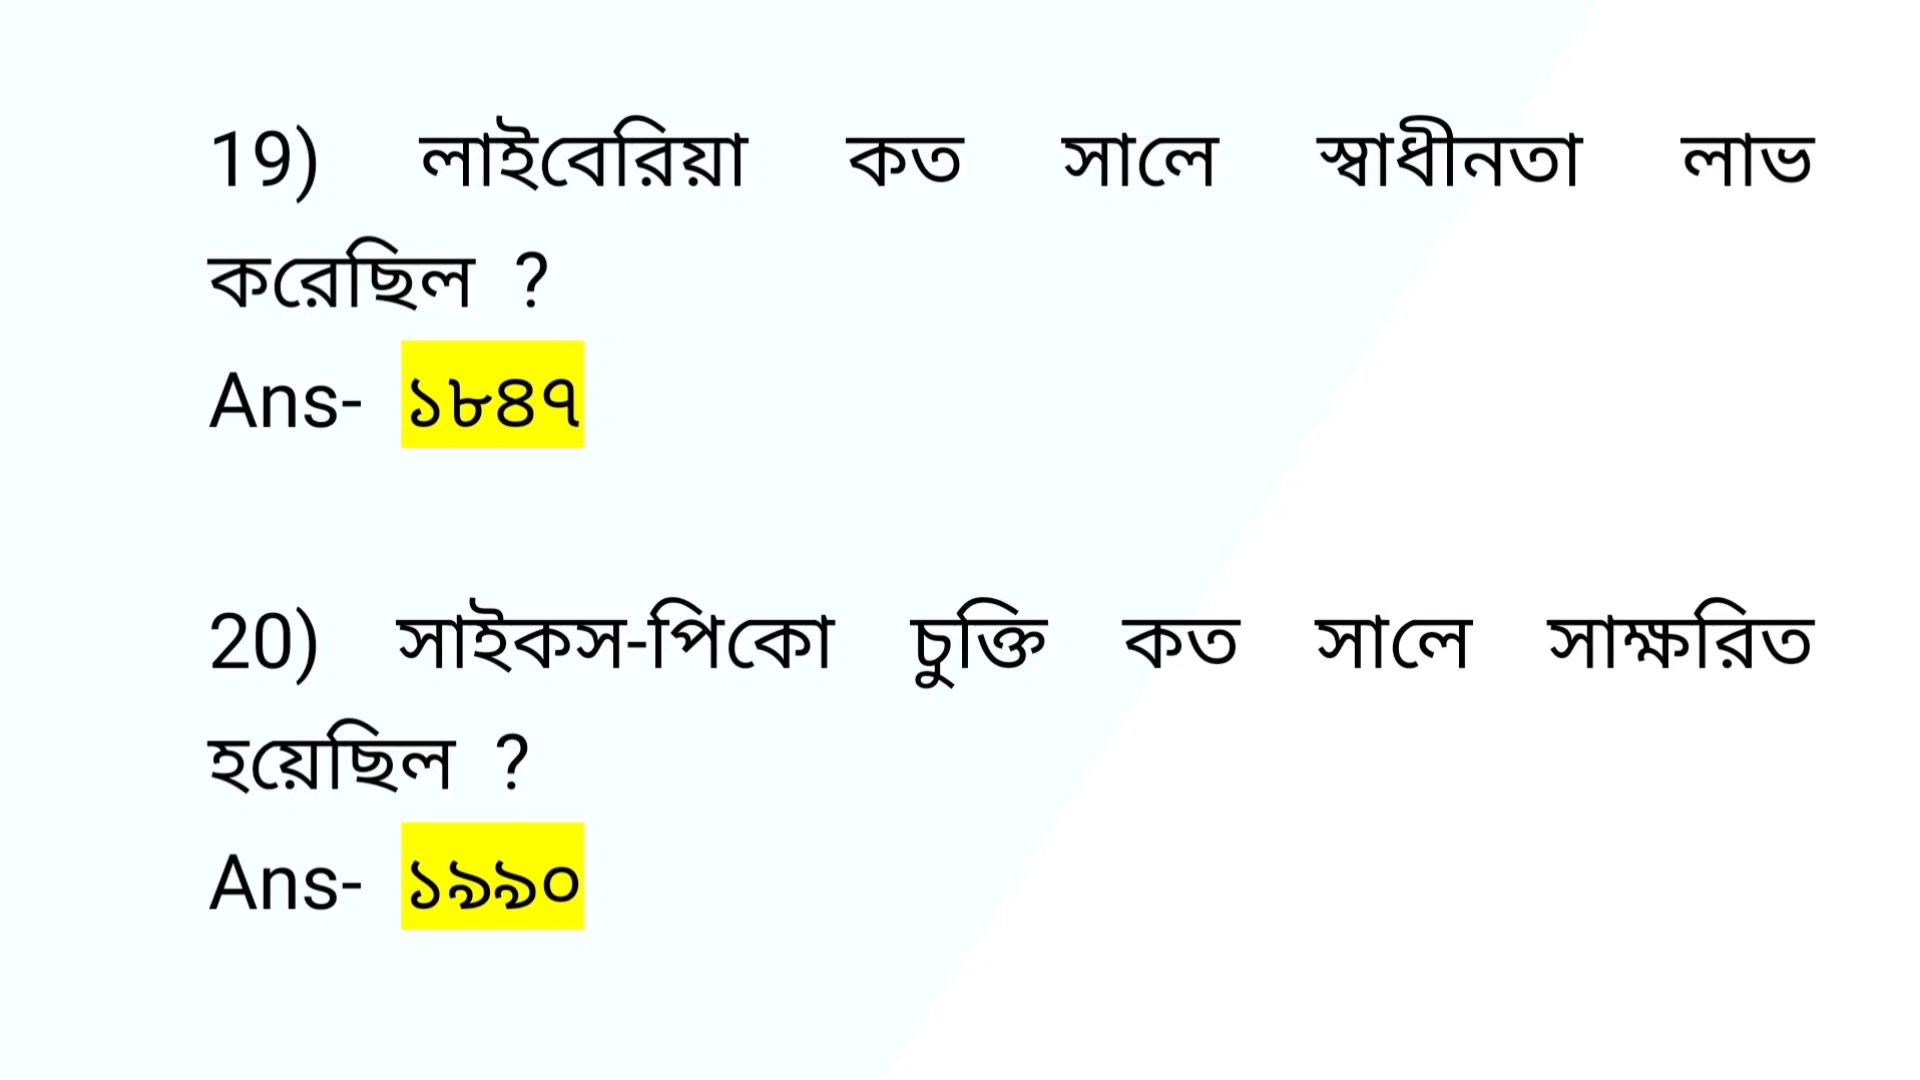 19) লাইবেরিয়া কত সালে স্বাধীনতা লাভ
করেছিল ?
Ans- ১৮৪৭
20) সাইকস-পিকো চুক্তি কত সালে সাক্ষরিত
হয়েছিল ?
Ans- ১৯৯০